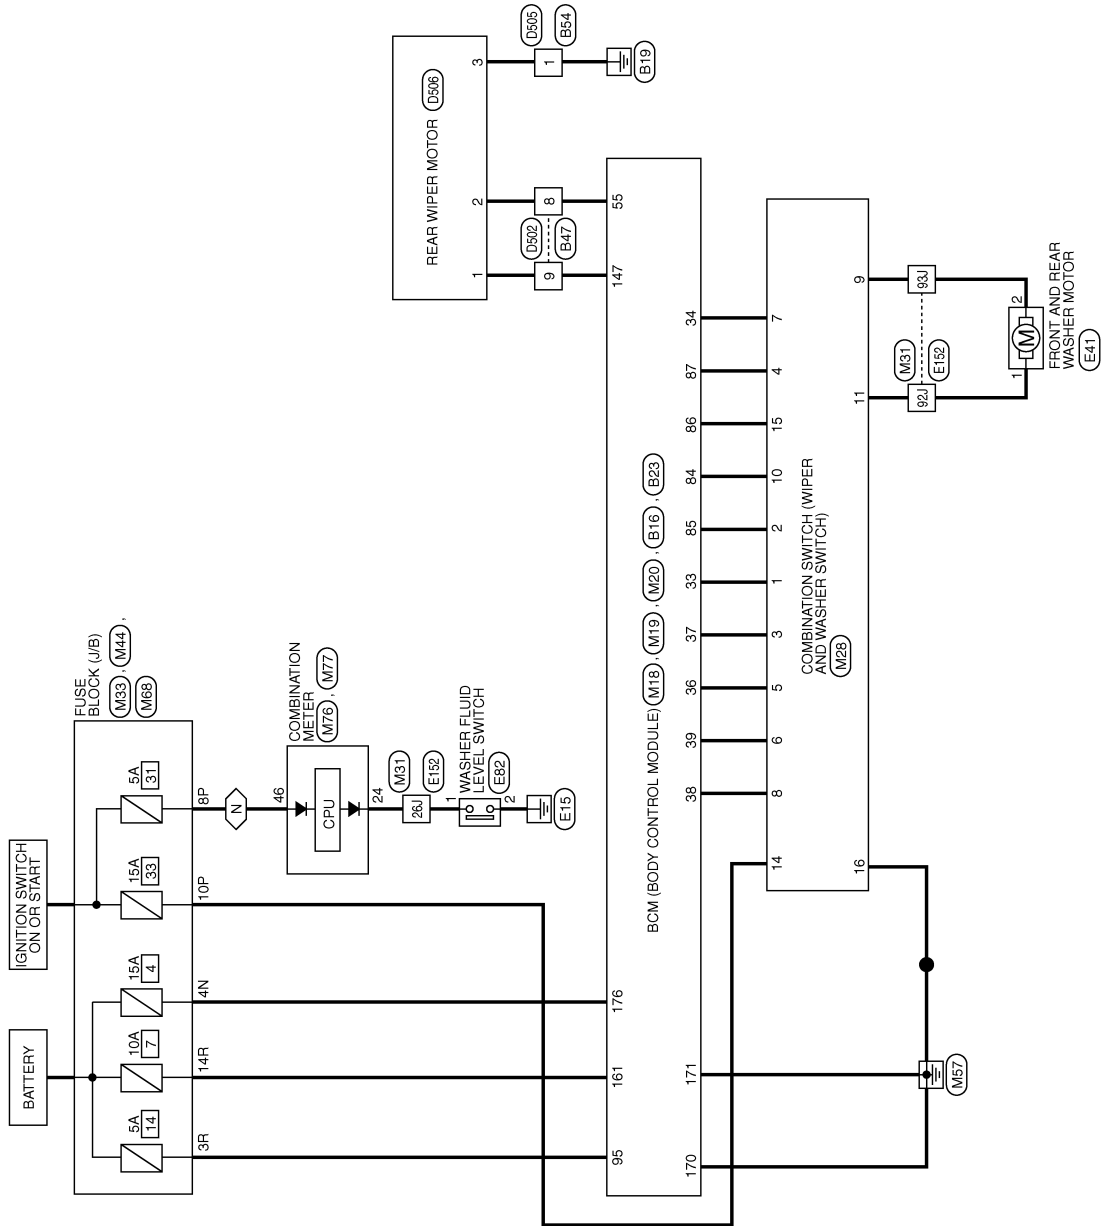 IGNITION SWITCH
ON OR START
BATTERY
FUSE
BLOCK (J/B)
M33 , M44 ,
M68
5A
31
15A
33
15A
4
10A
7
5A
14
8P
10P
4N
14R
3R
N
COMBINATION
METER
M76 , M77
46
CPU
24
26J
M31
E152
WASHER FLUID
LEVEL SWITCH
E82
1
2
E15
REAR WIPER MOTOR
D506
3
2
1
1
D505
B54
B19
8
D502
B47
9
55
147
176
161
95
BCM (BODY CONTROL MODULE) M18 , M19 , M20 , B16 , B23
34
87
86
84
85
33
37
36
39
38
171
170
7
4
15
10
2
1
3
5
6
8
14
COMBINATION SWITCH (WIPER
AND WASHER SWITCH)
M28
9
11
16
93J
M31
E152
92J
2
M
1
FRONT AND REAR
WASHER MOTOR
E41
M57